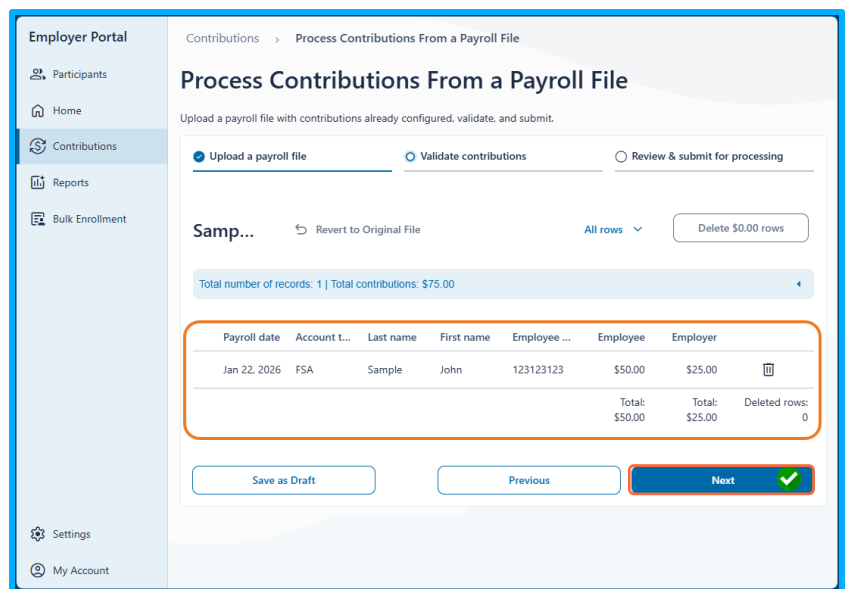 Employer Portal
Participants
Home
Contributions
Reports
Bulk Enrollment
Settings
My Account
Contributions > Process Contributions From a Payroll File
Process Contributions From a Payroll File
Upload a payroll file with contributions already configured, validate, and submit.
Upload a payroll file Validate contributions Review & submit for processing
Samp... Revert to Original File All rows Delete $0.00 rows
Total number of records: 1 | Total contributions: $75.00
Payroll date Account t... Last name First name Employee ... Employee Employer
Jan 22, 2026 FSA Sample John 123123123 $50.00 $25.00
Total: Total: Deleted rows:
$50.00 $25.00 0
Save as Draft Previous Next